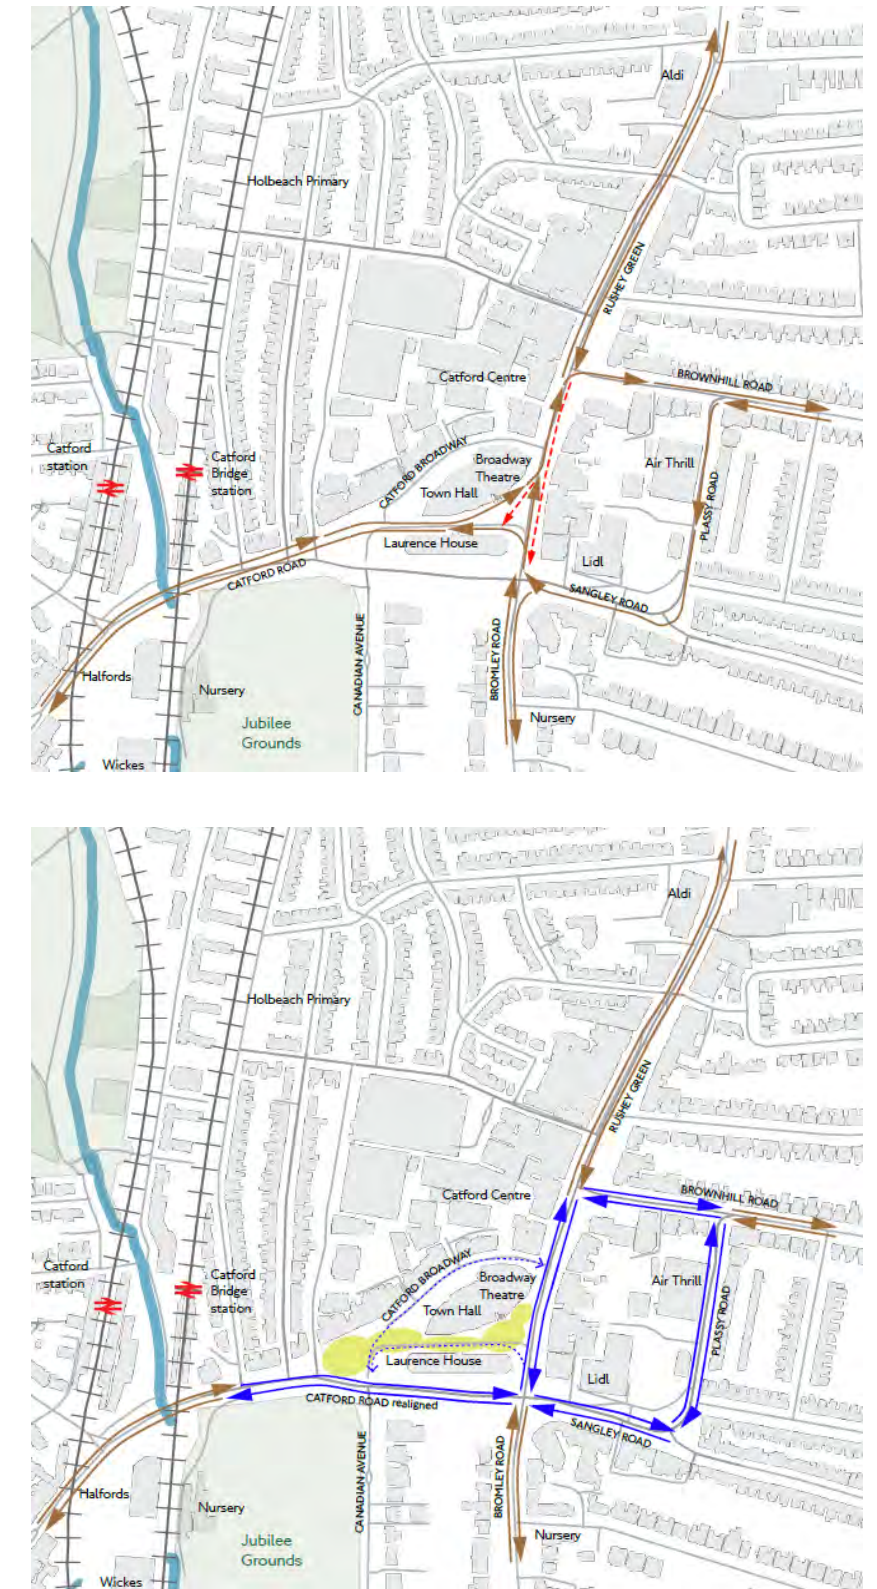 Aldi
Holbeach Primary
RUSHEY GREEN
Catford Centre
BROWNHILL ROAD
CATFORD BROADWAY
Catford
station
Catford
Bridge
station
Broadway
Theatre
Town Hall
Air Thrill
PLASSY ROAD
Laurence House
Lidl
CATFORD ROAD
SANGLEY ROAD
CANADIAN AVENUE
BROMLEY ROAD
Halfords
Nursery
Nursery
Jubilee
Grounds
Wickes
Aldi
Holbeach Primary
RUSHEY GREEN
Catford Centre
BROWNHILL ROAD
CATFORD BROADWAY
Catford
station
Catford
Bridge
station
Broadway
Theatre
Town Hall
Air Thrill
PLASSY ROAD
Laurence House
Lidl
CATFORD ROAD realigned
SANGLEY ROAD
CANADIAN AVENUE
BROMLEY ROAD
Halfords
Nursery
Nursery
Jubilee
Grounds
Wickes